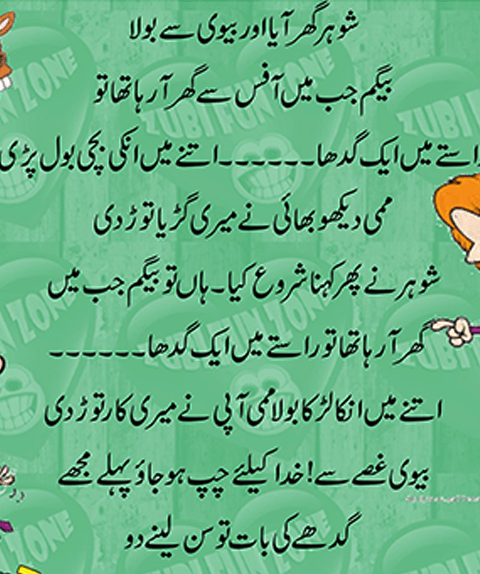 شوہر گھر آیا اور بیوی سے بولا
بیگم جب میں آفس سے گھر آ رہا تھا تو
راستے میں ایک گدھا۔۔۔۔۔۔اتنے میں انکی بچی بول پڑی
ممی دیکھو بھائی نے میری گڑیا توڑ دی
شوہر نے پھر کہنا شروع کیا۔ہاں تو بیگم جب میں
گھر آ رہا تھا تو راستے میں ایک گدھا۔۔۔۔۔۔
اتنے میں انکا لڑکا بولا ممی آپی نے میری کار توڑ دی
بیوی غصے سے!خدا کیلئے چپ ہو جاؤ پہلے مجھے
گدھے کی بات تو سن لینے دو
ZUBI FUN ZONE